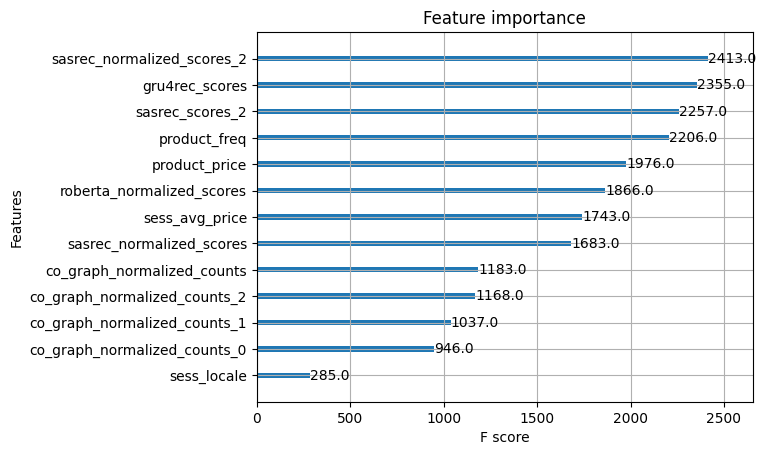 Feature importance
sasrec_normalized_scores_2 2413.0
gru4rec_scores 2355.0
sasrec_scores_2 2257.0
product_freq 2206.0
product_price 1976.0
roberta_normalized_scores 1866.0
sess_avg_price 1743.0
sasrec_normalized_scores 1683.0
co_graph_normalized_counts 1183.0
co_graph_normalized_counts_2 1168.0
co_graph_normalized_counts_1 1037.0
co_graph_normalized_counts_0 946.0
sess_locale 285.0
Features
0 500 1000 1500 2000 2500
F score